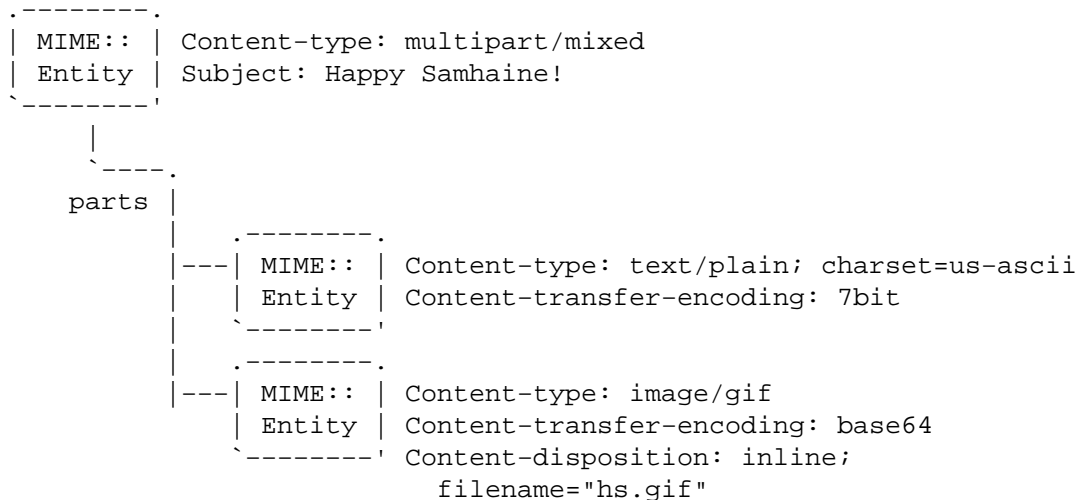 .--------.
| MIME:: | Content-type: multipart/mixed
| Entity | Subject: Happy Samhaine!
`--------'
     |
     `----.
    parts |
          |   .--------.
          |---| MIME:: | Content-type: text/plain; charset=us-ascii
          |   | Entity | Content-transfer-encoding: 7bit
          |   `--------'
          |   .--------.
          |---| MIME:: | Content-type: image/gif
              | Entity | Content-transfer-encoding: base64
              `--------' Content-disposition: inline;
                           filename="hs.gif"